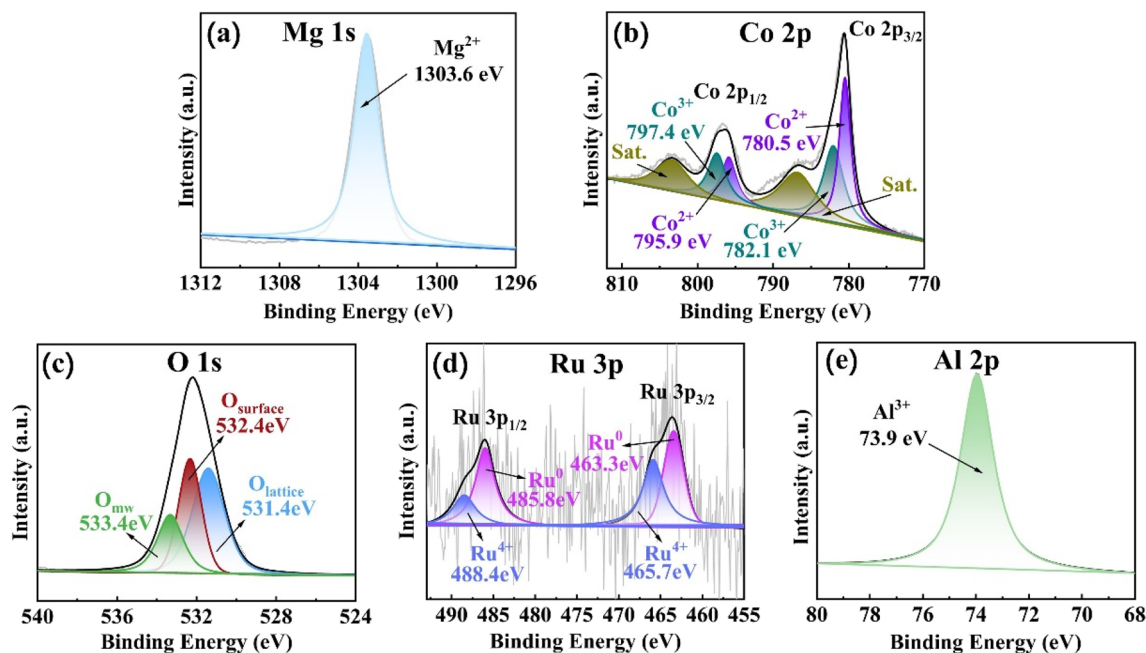 (a)
Mg 1s
Mg²⁺
1303.6 eV
Intensity (a.u.)
1312 1308 1304 1300 1296
Binding Energy (eV)
(b)
Co 2p
Co 2p₃/₂
Co 2p₁/₂
Co³⁺
797.4 eV
Co²⁺
780.5 eV
Sat.
Sat.
Co²⁺
795.9 eV
Co³⁺
782.1 eV
Intensity (a.u.)
810 800 790 780 770
Binding Energy (eV)
(c)
O 1s
Osurface
532.4eV
Olattice
531.4eV
Omw
533.4eV
Intensity (a.u.)
540 536 532 528 524
Binding Energy (eV)
(d)
Ru 3p
Ru 3p₃/₂
Ru 3p₁/₂
Ru⁰
463.3eV
Ru⁰
485.8eV
Ru⁴⁺
488.4eV
Ru⁴⁺
465.7eV
Intensity (a.u.)
490 485 480 475 470 465 460 455
Binding Energy (eV)
(e)
Al 2p
Al³⁺
73.9 eV
Intensity (a.u.)
80 78 76 74 72 70 68
Binding Energy (eV)